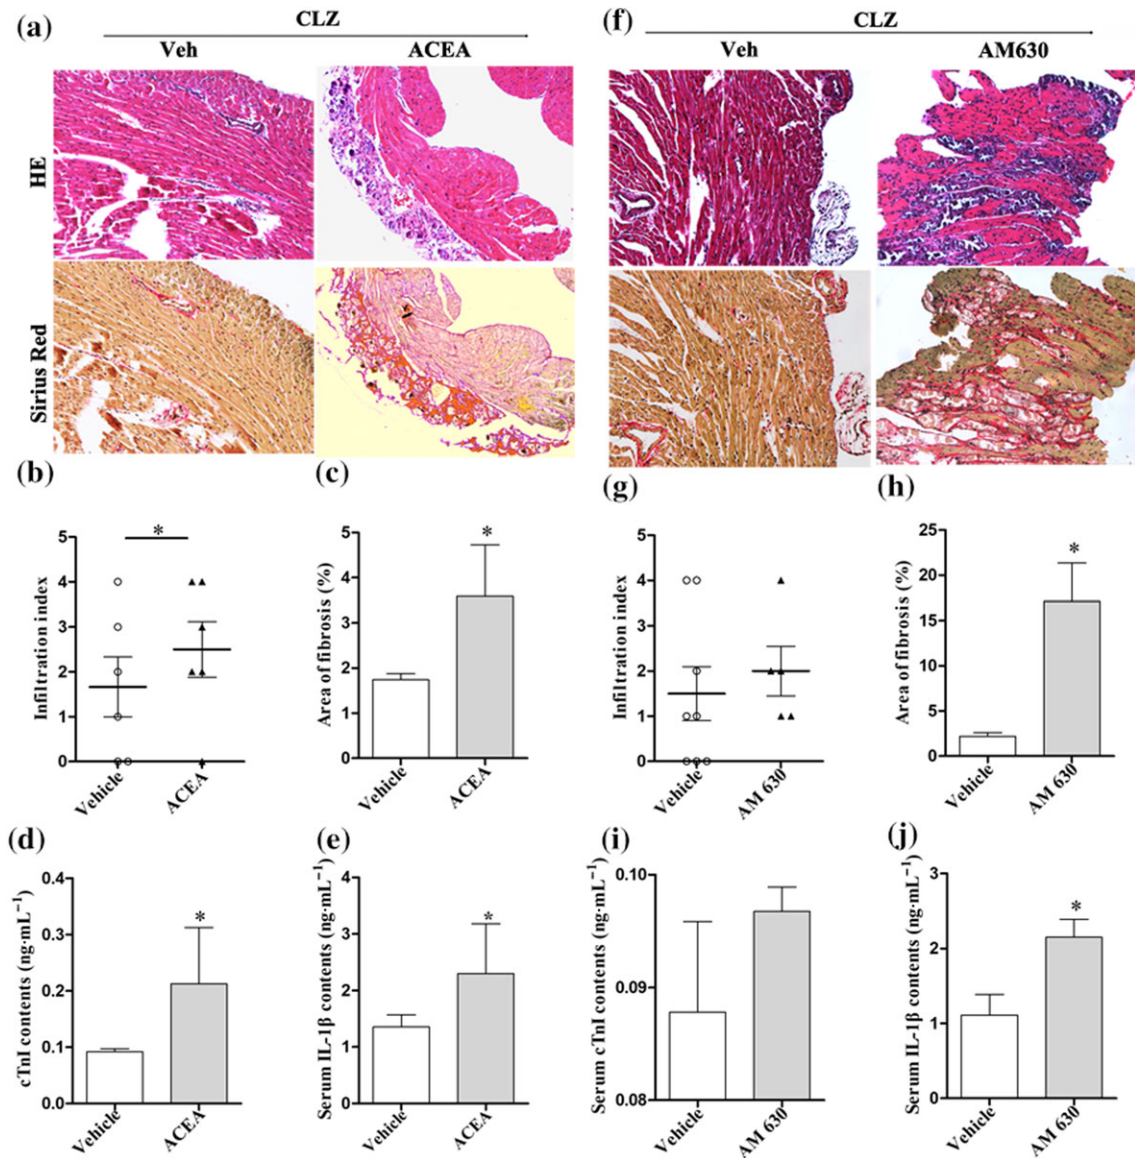 (a)
CLZ
Veh
ACEA
HE
Sirius Red
(f)
CLZ
Veh
AM630
(b)
Infiltration index
5
4
3
2
1
0
*
Vehicle
ACEA
(c)
Area of fibrosis (%)
5
4
3
2
1
0
*
Vehicle
ACEA
(g)
Infiltration index
5
4
3
2
1
0
Vehicle
AM 630
(h)
Area of fibrosis (%)
25
20
15
10
5
0
*
Vehicle
AM 630
(d)
cTnI contents (ng·mL⁻¹)
0.4
0.3
0.2
0.1
0.0
*
Vehicle
ACEA
(e)
Serum IL-1β contents (ng·mL⁻¹)
4
3
2
1
0
*
Vehicle
ACEA
(i)
Serum cTnI contents (ng·mL⁻¹)
0.10
0.09
0.08
Vehicle
AM 630
(j)
Serum IL-1β contents (ng·mL⁻¹)
3
2
1
0
*
Vehicle
AM 630